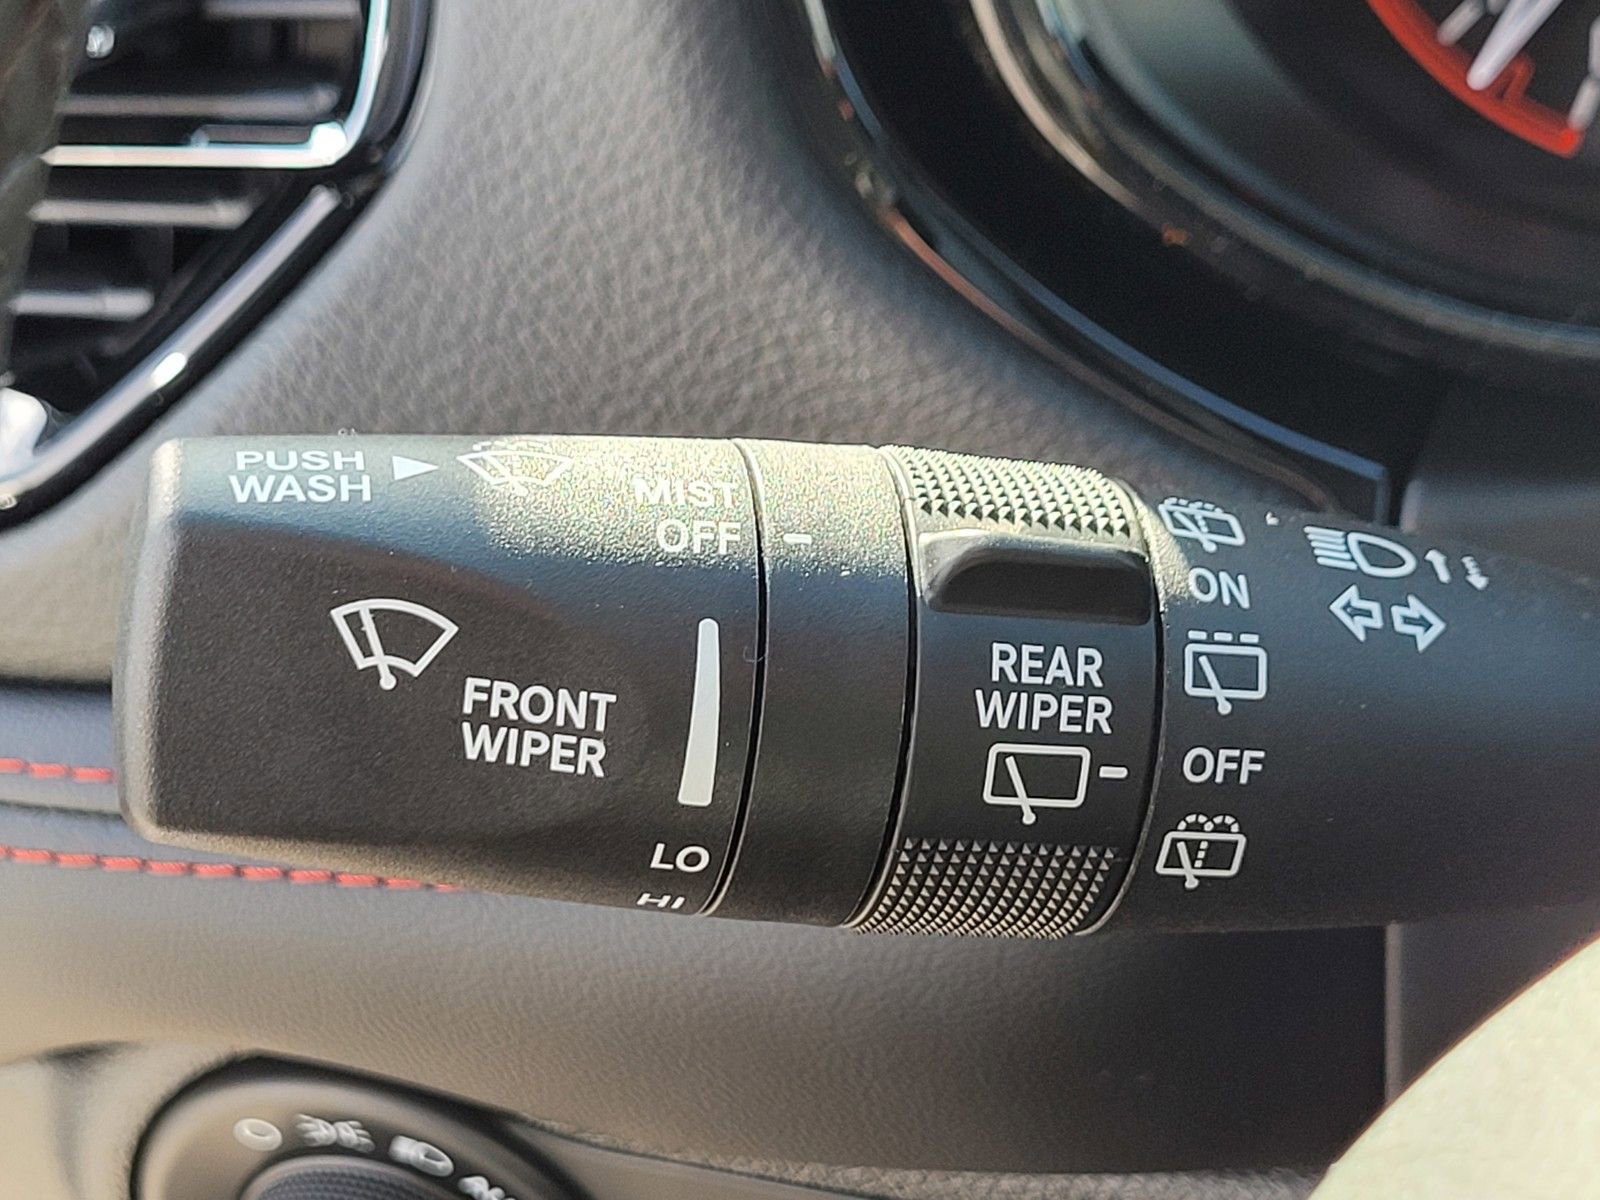 PUSH
WASH
MIST
OFF
FRONT
WIPER
LO
HI
REAR
WIPER
ON
OFF